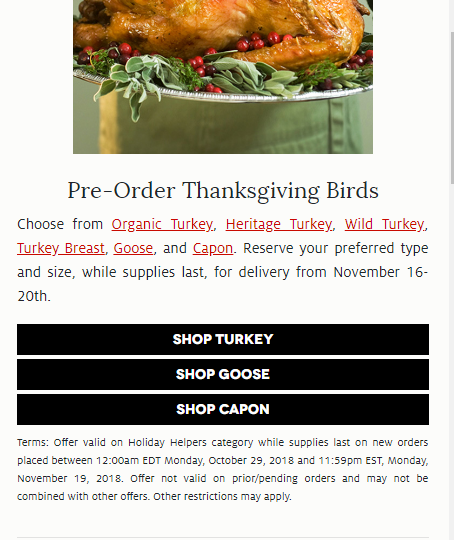 Pre-Order Thanksgiving Birds
Choose from Organic Turkey, Heritage Turkey, Wild Turkey,
Turkey Breast, Goose, and Capon. Reserve your preferred type
and size, while supplies last, for delivery from November 16-
20th.
SHOP TURKEY
SHOP GOOSE
SHOP CAPON
Terms: Offer valid on Holiday Helpers category while supplies last on new orders
placed between 12:00am EDT Monday, October 29, 2018 and 11:59pm EST, Monday,
November 19, 2018. Offer not valid on prior/pending orders and may not be
combined with other offers. Other restrictions may apply.